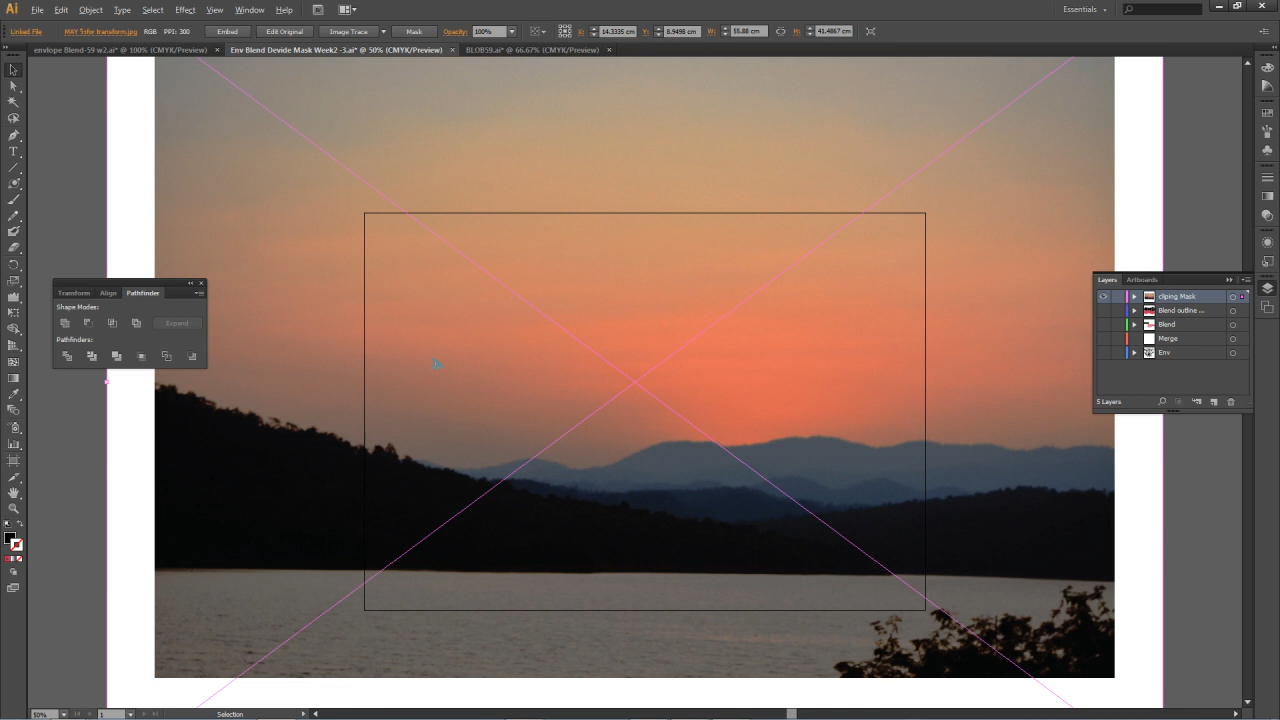 Ai File Edit Object Type Select Effect View Window Help Br Essentials
Linked File MAY 5for transform.jpg RGB PPI: 300 Embed Edit Original Image Trace Mask Opacity: 100% X: 14.3335 cm Y: 8.9498 cm W: 55.88 cm H: 41.4867 cm
envlope Blend-59 w2.ai* @ 100% (CMYK/Preview) × Env Blend Devide Mask Week2 -3.ai* @ 50% (CMYK/Preview) × BLOB59.ai* @ 66.67% (CMYK/Preview) ×
Transform Align Pathfinder
Shape Modes:
Expand
Pathfinders:
Layers Artboards
cliping Mask
Blend outline ...
Blend
Merge
Env
5 Layers
50% 1 Selection